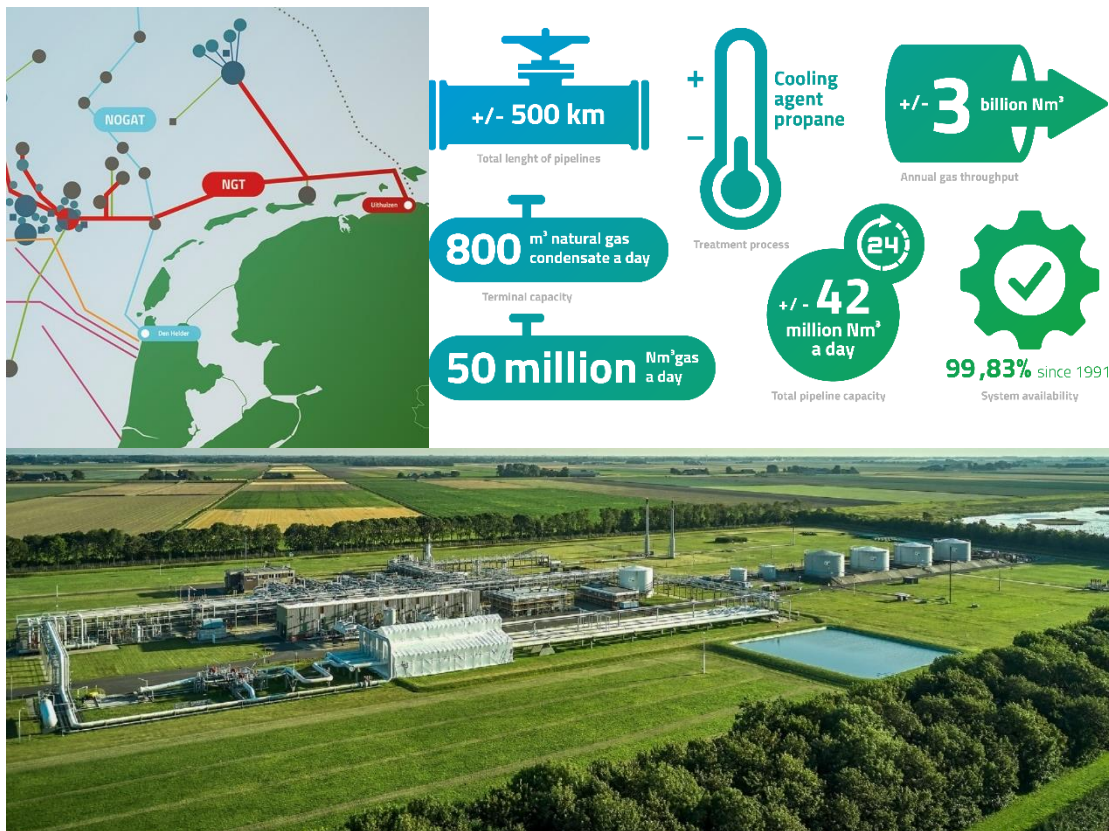 NOGAT
NGT
Uithuizen
Den Helder
+/- 500 km
Total lenght of pipelines
+
−
Cooling
agent
propane
Treatment process
+/- 3 billion Nm³
Annual gas throughput
800 m³ natural gas
condensate a day
Terminal capacity
50 million Nm³gas
a day
24
+/- 42
million Nm³
a day
Total pipeline capacity
99,83% since 1991
System availability